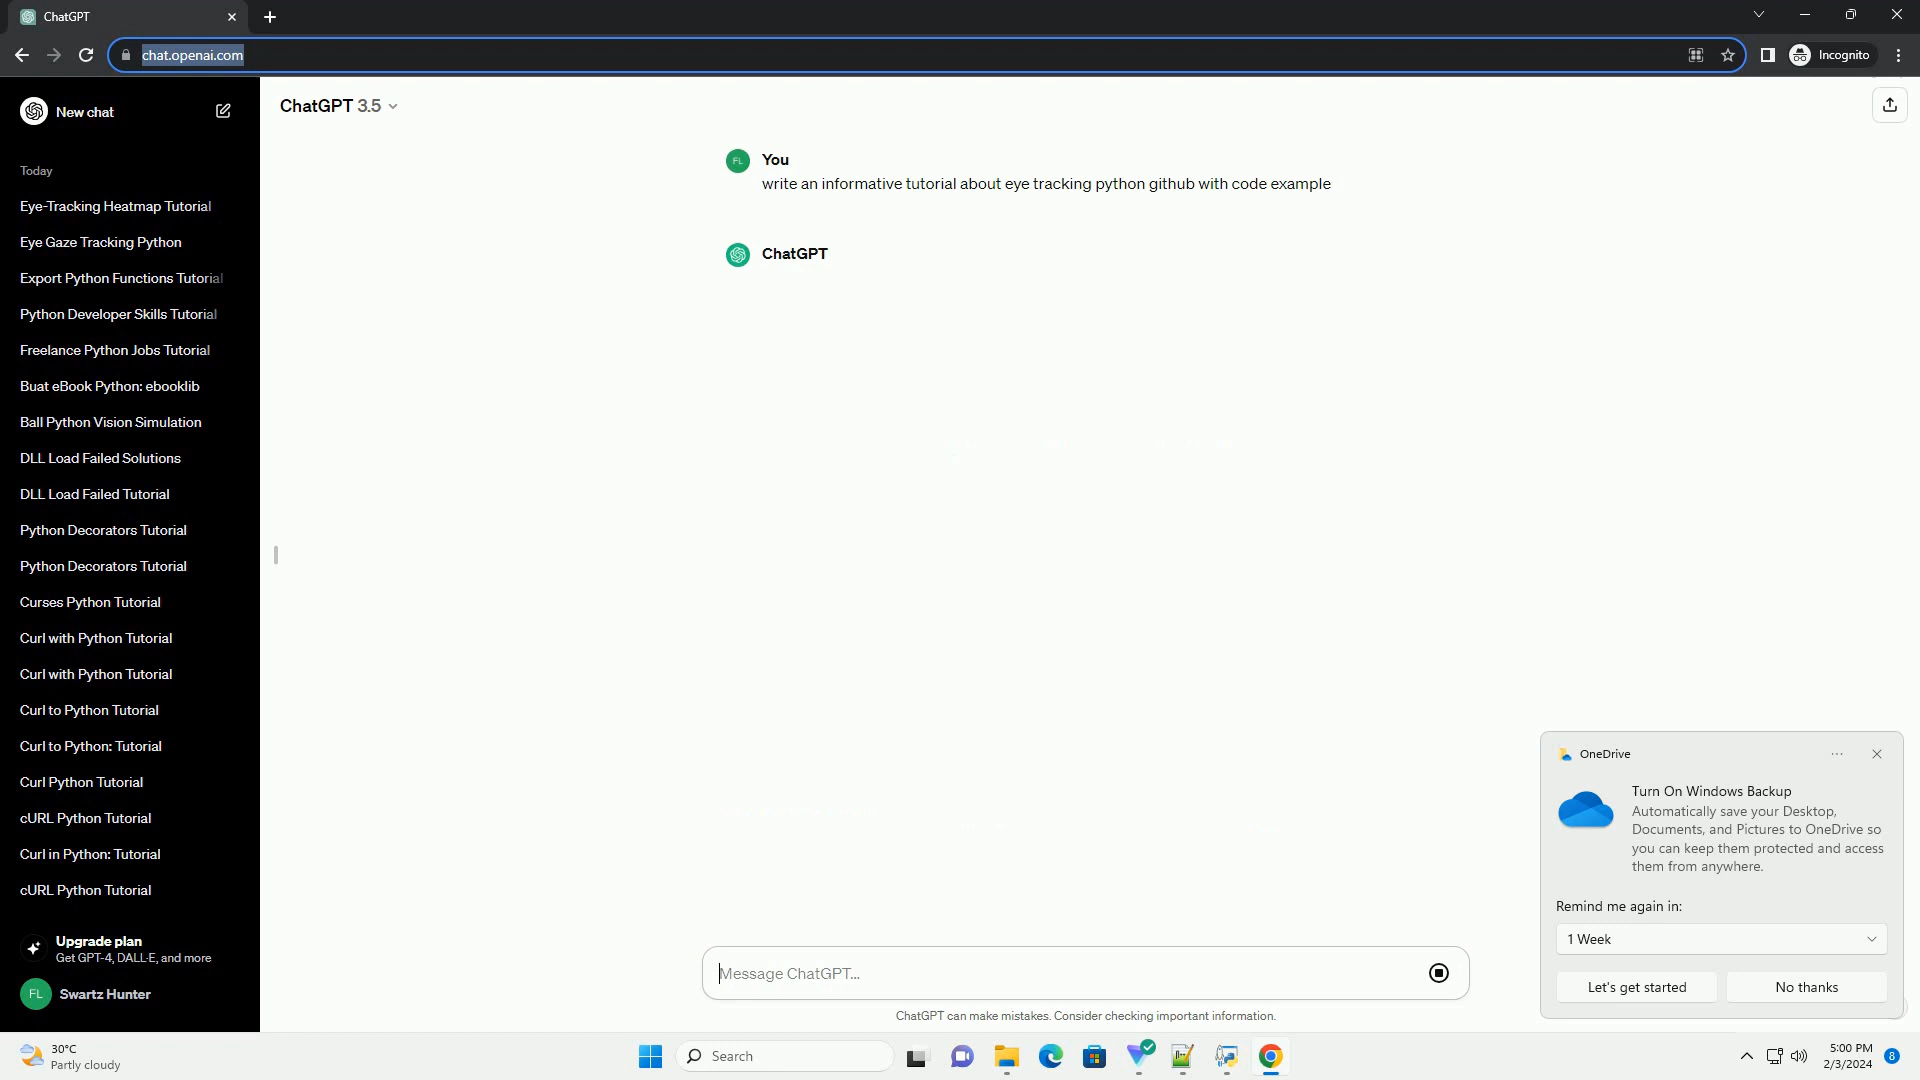 ChatGPT
chat.openai.com
Incognito
New chat
ChatGPT 3.5
Today
Eye-Tracking Heatmap Tutorial
Eye Gaze Tracking Python
Export Python Functions Tutorial
Python Developer Skills Tutorial
Freelance Python Jobs Tutorial
Buat eBook Python: ebooklib
Ball Python Vision Simulation
DLL Load Failed Solutions
DLL Load Failed Tutorial
Python Decorators Tutorial
Python Decorators Tutorial
Curses Python Tutorial
Curl with Python Tutorial
Curl with Python Tutorial
Curl to Python Tutorial
Curl to Python: Tutorial
Curl Python Tutorial
cURL Python Tutorial
Curl in Python: Tutorial
cURL Python Tutorial
Upgrade plan
Get GPT-4, DALL·E, and more
FL
Swartz Hunter
FL
You
write an informative tutorial about eye tracking python github with code example
ChatGPT
Message ChatGPT...
ChatGPT can make mistakes. Consider checking important information.
OneDrive
Turn On Windows Backup
Automatically save your Desktop,
Documents, and Pictures to OneDrive so
you can keep them protected and access
them from anywhere.
Remind me again in:
1 Week
Let's get started
No thanks
30°C
Partly cloudy
Search
5:00 PM
2/3/2024
8